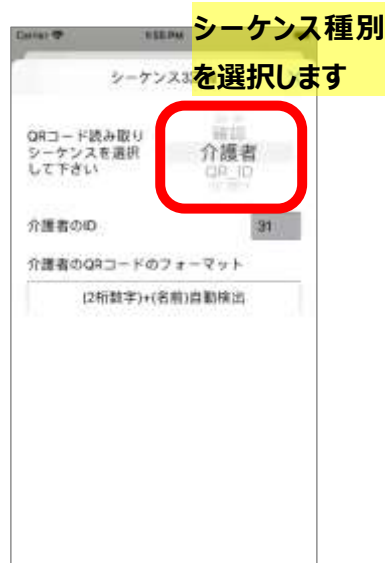 シーケンス種別
を選択します
Carrier
シーケンス
QRコード読み取り
シーケンスを選択
して下さい
確認
介護者
QR_ID
介護者のID
31
介護者のQRコードのフォーマット
(2桁数字)+(名前)自動検出